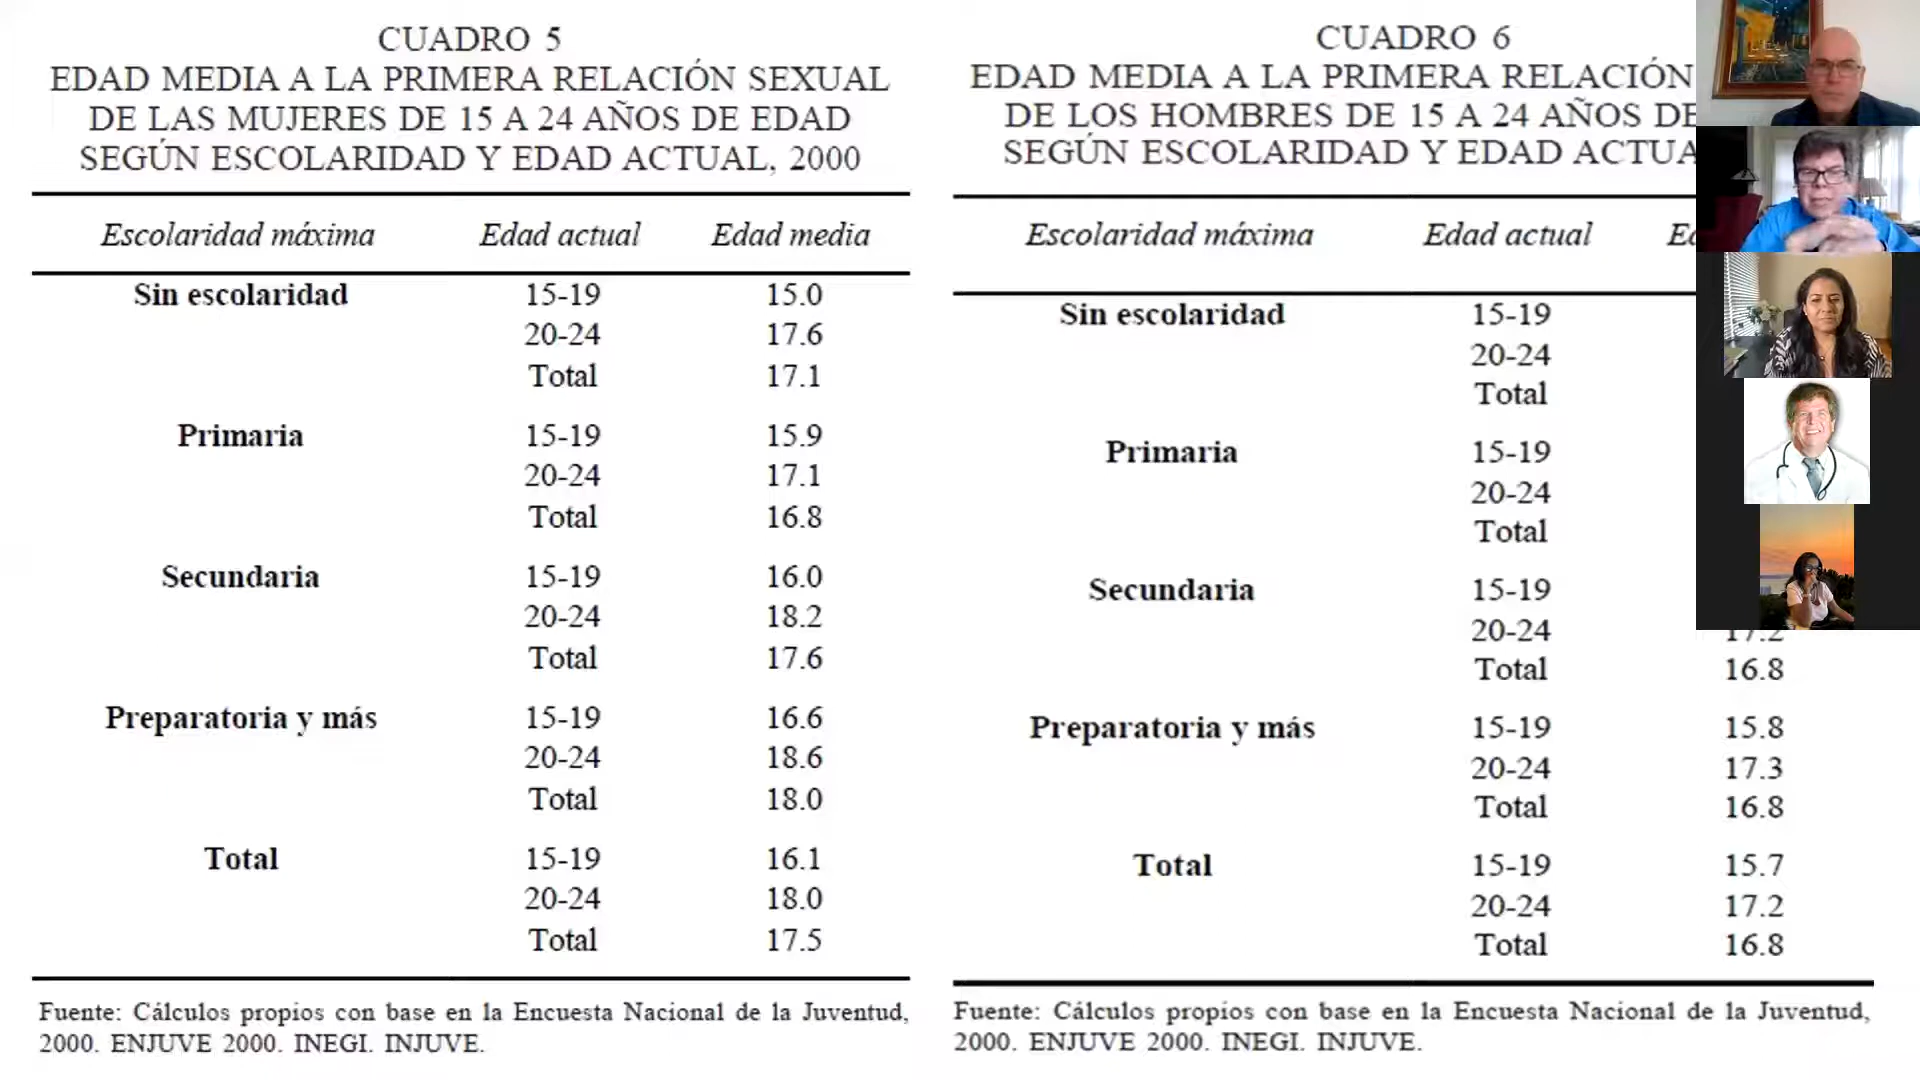 CUADRO 5
EDAD MEDIA A LA PRIMERA RELACIÓN SEXUAL
DE LAS MUJERES DE 15 A 24 AÑOS DE EDAD
SEGÚN ESCOLARIDAD Y EDAD ACTUAL, 2000
Escolaridad máxima Edad actual Edad media
Sin escolaridad 15-19 15.0
20-24 17.6
Total 17.1
Primaria 15-19 15.9
20-24 17.1
Total 16.8
Secundaria 15-19 16.0
20-24 18.2
Total 17.6
Preparatoria y más 15-19 16.6
20-24 18.6
Total 18.0
Total 15-19 16.1
20-24 18.0
Total 17.5
Fuente: Cálculos propios con base en la Encuesta Nacional de la Juventud,
2000. ENJUVE 2000. INEGI. INJUVE.
CUADRO 6
EDAD MEDIA A LA PRIMERA RELACIÓN
DE LOS HOMBRES DE 15 A 24 AÑOS DE
SEGÚN ESCOLARIDAD Y EDAD
Escolaridad máxima Edad actual
Sin escolaridad 15-19
20-24
Total
Primaria 15-19
20-24
Total
Secundaria 15-19
20-24 17.2
Total 16.8
Preparatoria y más 15-19 15.8
20-24 17.3
Total 16.8
Total 15-19 15.7
20-24 17.2
Total 16.8
Fuente: Cálculos propios con base en la Encuesta Nacional de la Juventud,
2000. ENJUVE 2000. INEGI. INJUVE.